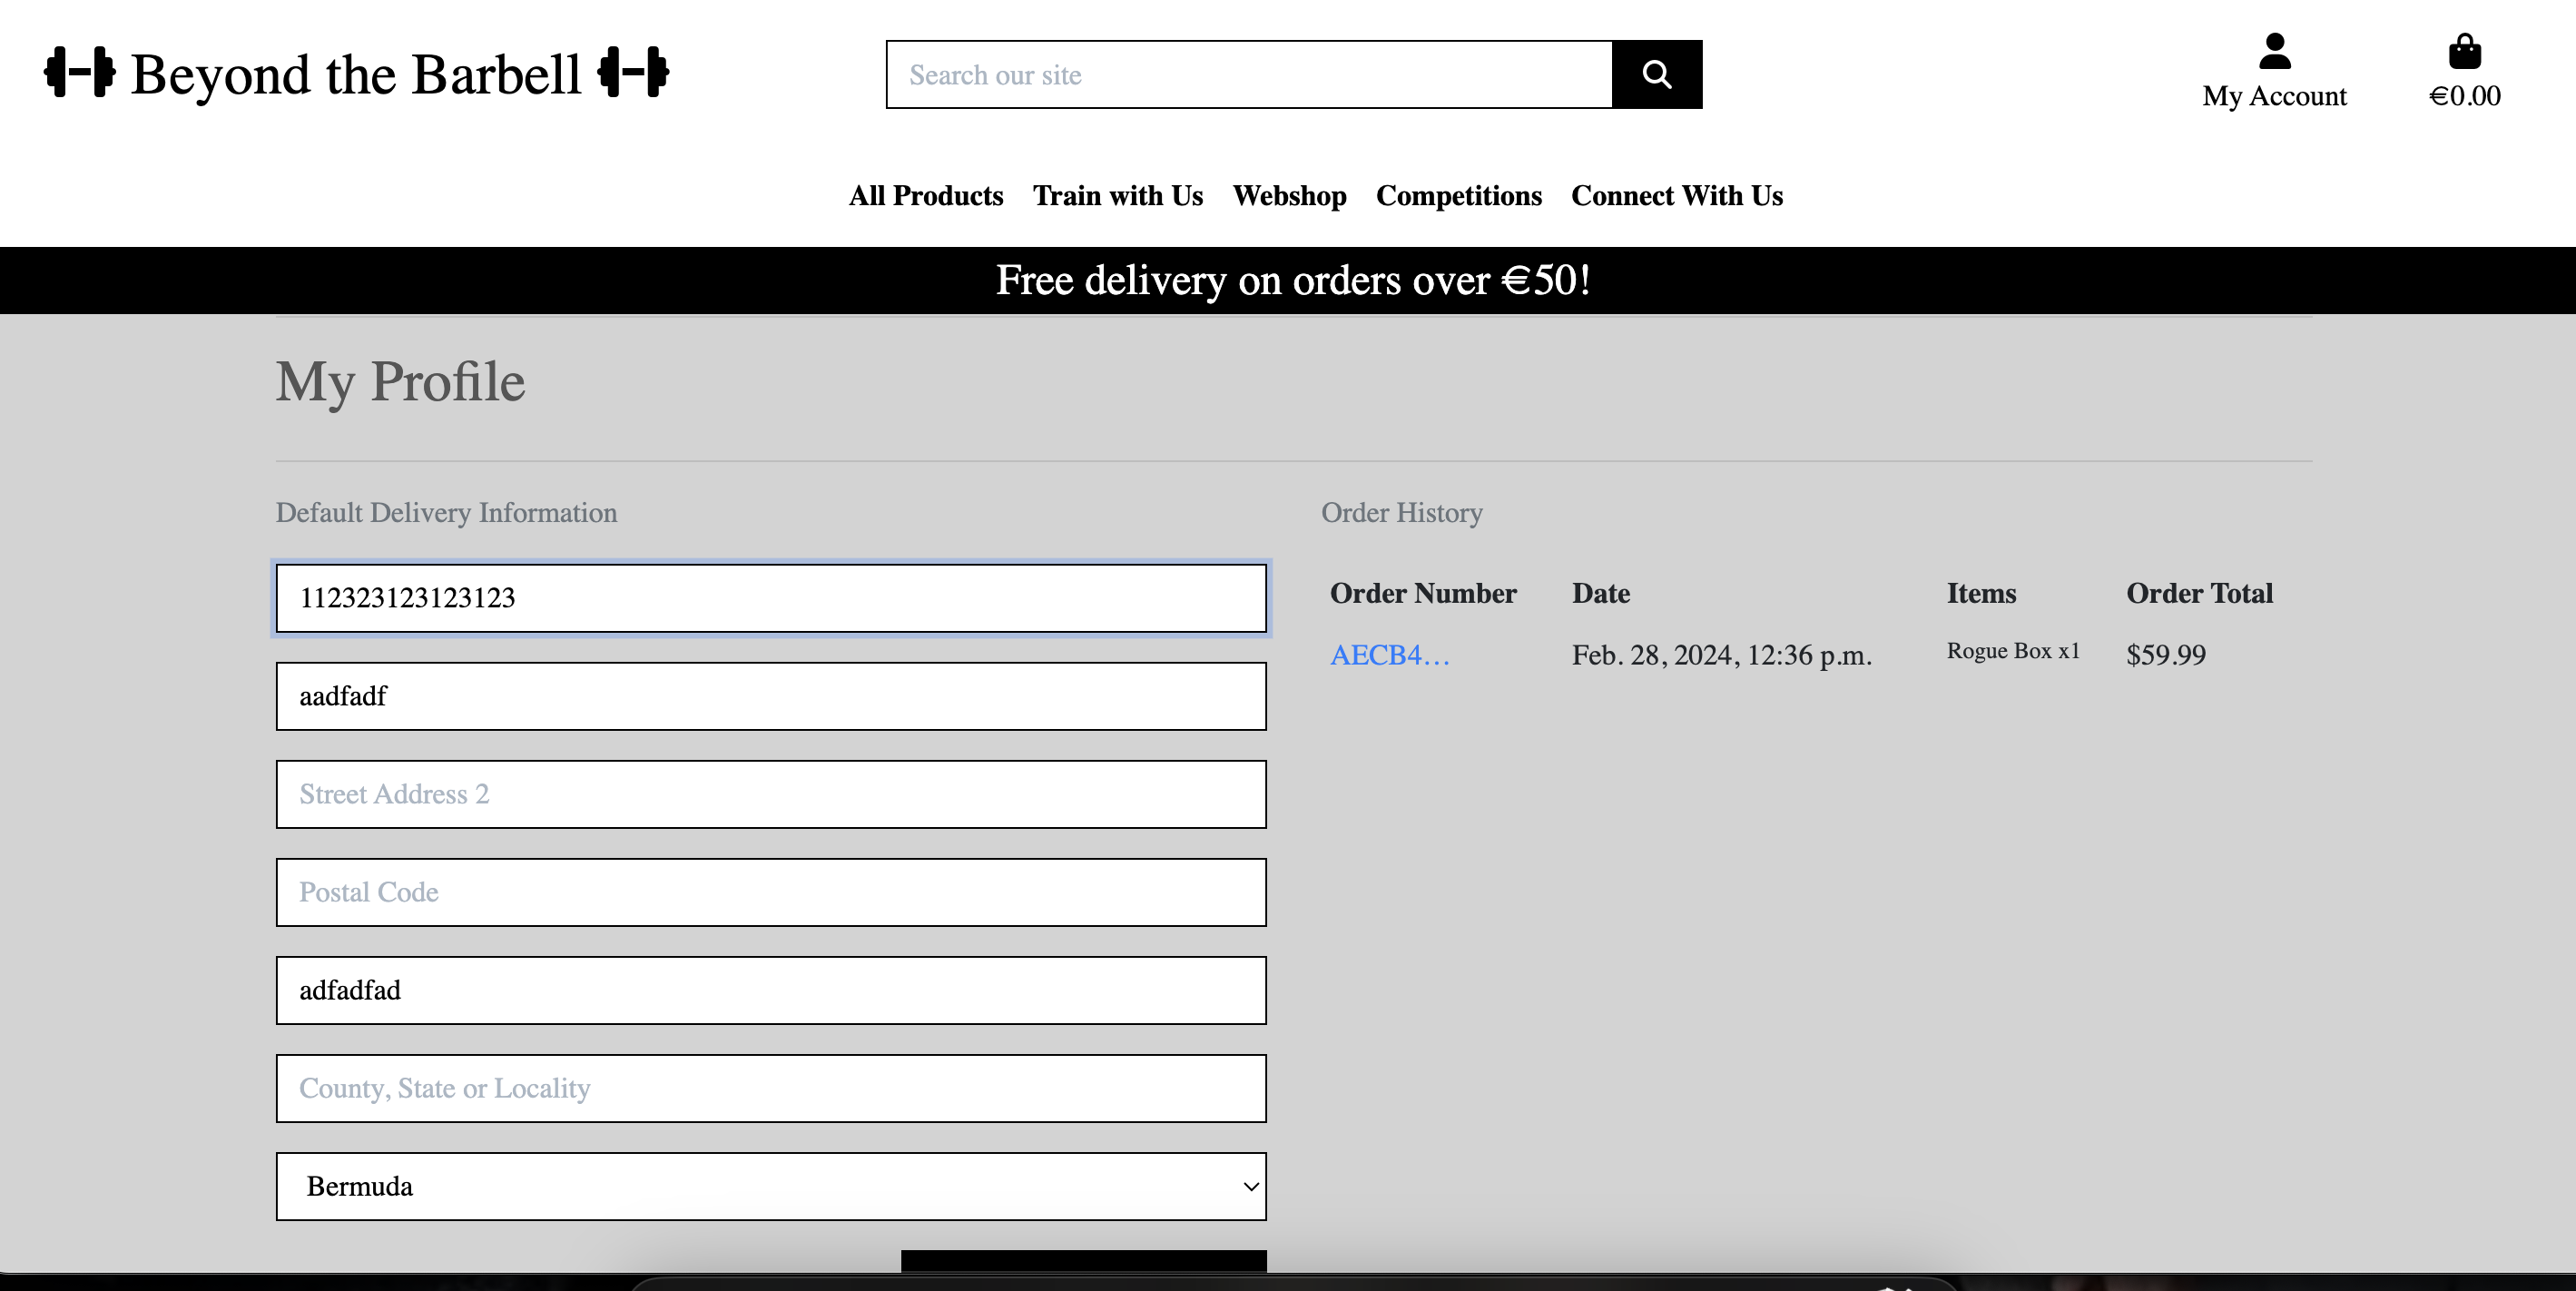 Beyond the Barbell
Search our site
My Account
€0.00
All Products Train with Us Webshop Competitions Connect With Us
Free delivery on orders over €50!
My Profile
Default Delivery Information
112323123123123
aadfadf
Street Address 2
Postal Code
adfadfad
County, State or Locality
Bermuda
Order History
Order Number Date Items Order Total
AECB4… Feb. 28, 2024, 12:36 p.m. Rogue Box x1 $59.99